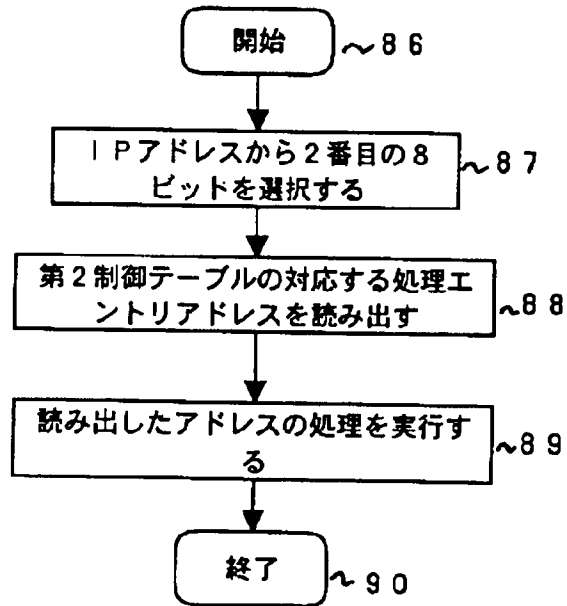 開始
~86
IPアドレスから2番目の8
ビットを選択する
~87
第2制御テーブルの対応する処理エ
ントリアドレスを読み出す
~88
読み出したアドレスの処理を実行す
る
~89
終了
~90